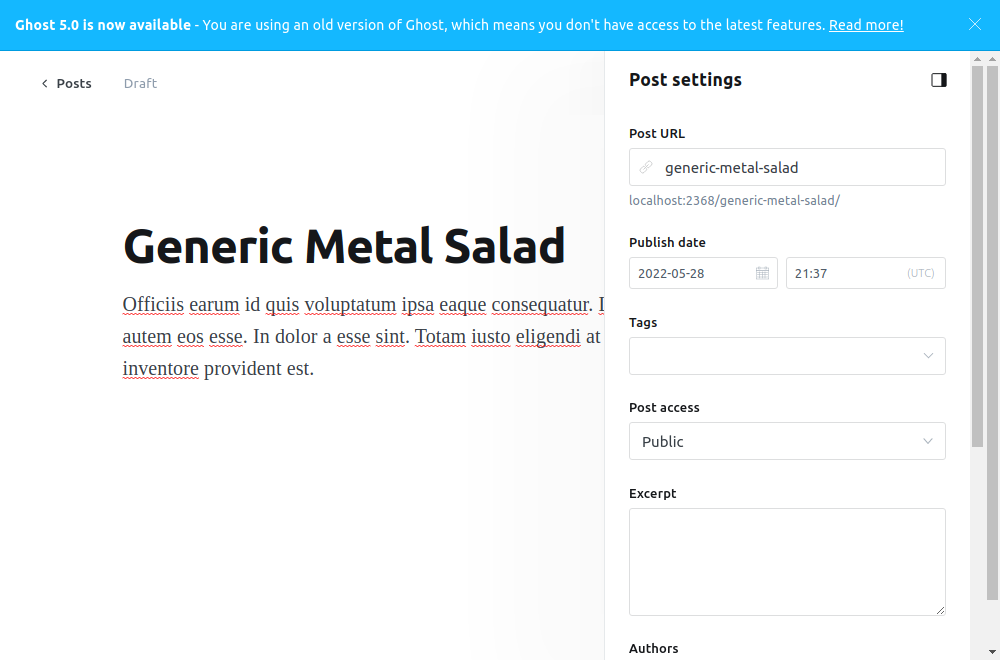 Ghost 5.0 is now available - You are using an old version of Ghost, which means you don't have access to the latest features. Read more!
Posts
Draft
Generic Metal Salad
Officiis earum id quis voluptatum ipsa eaque consequatur.
autem eos esse. In dolor a esse sint. Totam iusto eligendi at
inventore provident est.
Post settings
Post URL
generic-metal-salad
localhost:2368/generic-metal-salad/
Publish date
2022-05-28
21:37
(UTC)
Tags
Post access
Public
Excerpt
Authors